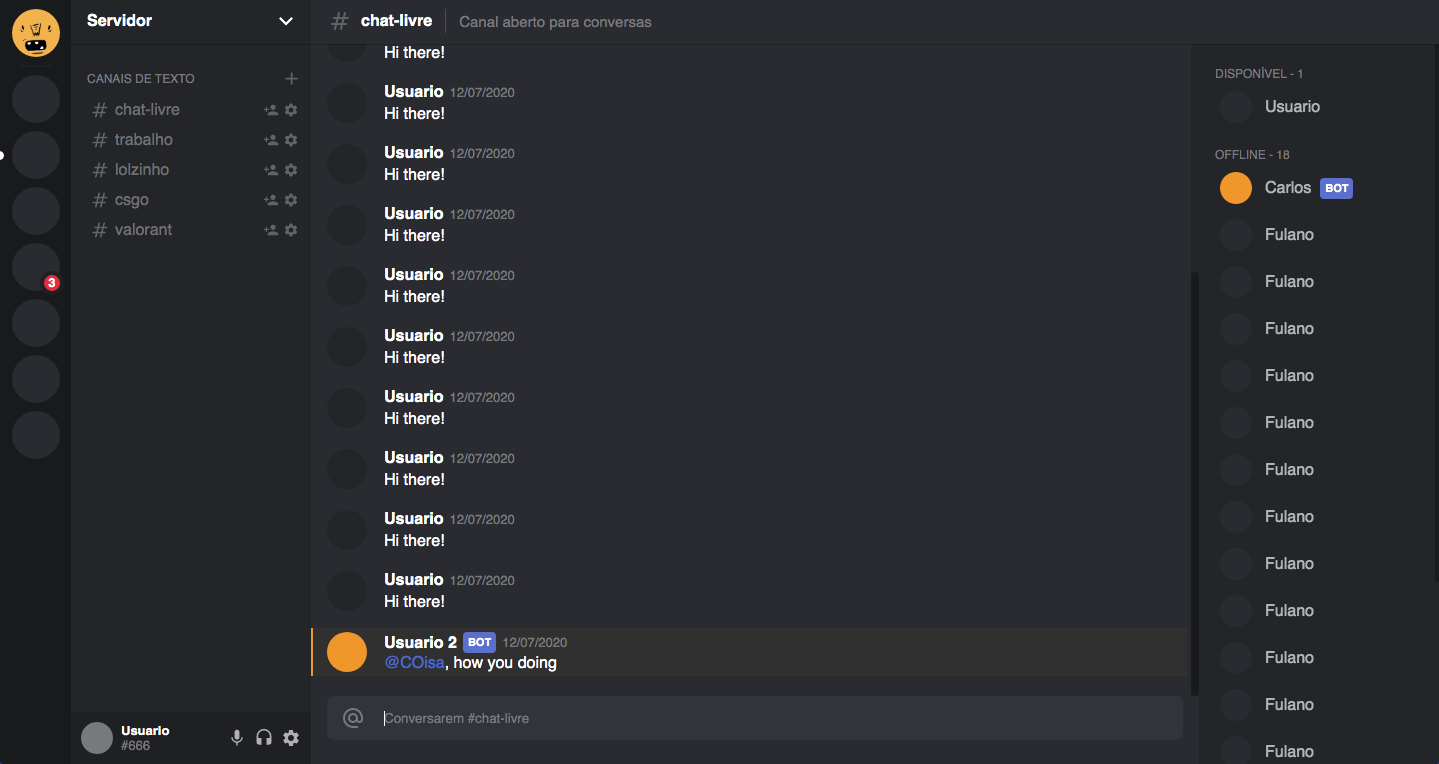 3
Servidor
CANAIS DE TEXTO
# chat-livre
# trabalho
# lolzinho
# csgo
# valorant
Usuario
#666
# chat-livre Canal aberto para conversas
Hi there!
Usuario 12/07/2020
Hi there!
Usuario 12/07/2020
Hi there!
Usuario 12/07/2020
Hi there!
Usuario 12/07/2020
Hi there!
Usuario 12/07/2020
Hi there!
Usuario 12/07/2020
Hi there!
Usuario 12/07/2020
Hi there!
Usuario 12/07/2020
Hi there!
Usuario 12/07/2020
Hi there!
Usuario 2 BOT 12/07/2020
@COisa, how you doing
@ Conversarem #chat-livre
DISPONÍVEL - 1
Usuario
OFFLINE - 18
Carlos BOT
Fulano
Fulano
Fulano
Fulano
Fulano
Fulano
Fulano
Fulano
Fulano
Fulano
Fulano
Fulano